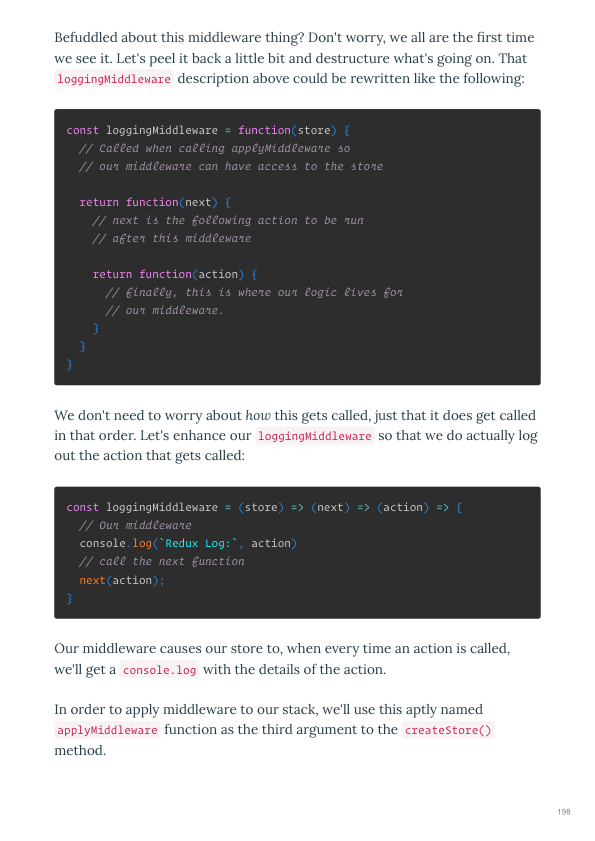 Befuddled about this middleware thing? Don't worry, we all are the first time
we see it. Let's peel it back a little bit and destructure what's going on. That
loggingMiddleware description above could be rewritten like the following:
const loggingMiddleware = function(store) {
// Called when calling applyMiddleware so
// our middleware can have access to the store
return function(next) {
// next is the following action to be run
// after this middleware
return function(action) {
// finally, this is where our logic lives for
// our middleware.
}
}
}
We don't need to worry about how this gets called, just that it does get called
in that order. Let's enhance our loggingMiddleware so that we do actually log
out the action that gets called:
const loggingMiddleware = (store) => (next) => (action) => {
// Our middleware
console.log(`Redux Log:`, action)
// call the next function
next(action);
}
Our middleware causes our store to, when every time an action is called,
we'll get a console.log with the details of the action.
In order to apply middleware to our stack, we'll use this aptly named
applyMiddleware function as the third argument to the createStore()
method.
198